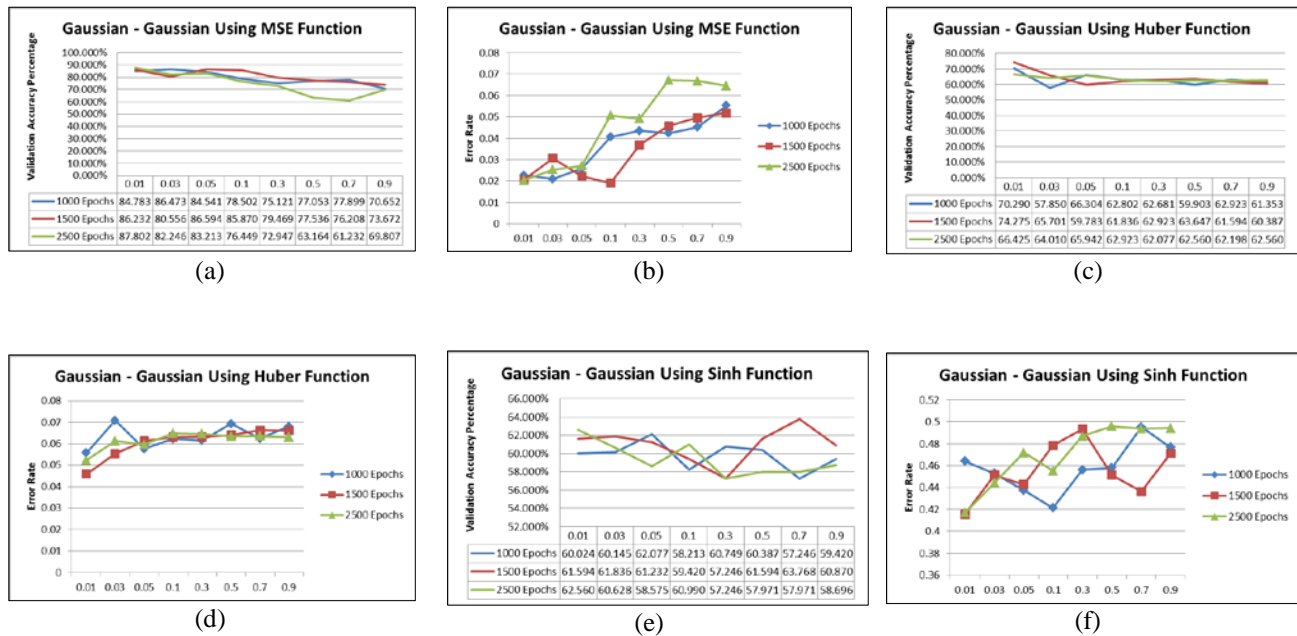 Gaussian - Gaussian Using MSE Function
Validation Accuracy Percentage
100.000%
90.000%
80.000%
70.000%
60.000%
50.000%
40.000%
30.000%
20.000%
10.000%
0.000%
0.01 0.03 0.05 0.1 0.3 0.5 0.7 0.9
1000 Epochs 84.783 86.473 84.541 78.502 75.121 77.053 77.899 70.652
1500 Epochs 86.232 80.556 86.594 85.870 79.469 77.536 76.208 73.672
2500 Epochs 87.802 82.246 83.213 76.449 72.947 63.164 61.232 69.807
(a)
Gaussian - Gaussian Using MSE Function
Error Rate
0.08
0.07
0.06
0.05
0.04
0.03
0.02
0.01
0
0.01 0.03 0.05 0.1 0.3 0.5 0.7 0.9
1000 Epochs
1500 Epochs
2500 Epochs
(b)
Gaussian - Gaussian Using Huber Function
Validation Accuracy Percentage
80.000%
70.000%
60.000%
50.000%
40.000%
30.000%
20.000%
10.000%
0.000%
0.01 0.03 0.05 0.1 0.3 0.5 0.7 0.9
1000 Epochs 70.290 57.850 66.304 62.802 62.681 59.903 62.923 61.353
1500 Epochs 74.275 65.701 59.783 61.836 62.923 63.647 61.594 60.387
2500 Epochs 66.425 64.010 65.942 62.923 62.077 62.560 62.198 62.560
(c)
Gaussian - Gaussian Using Huber Function
Error Rate
0.08
0.07
0.06
0.05
0.04
0.03
0.02
0.01
0
0.01 0.03 0.05 0.1 0.3 0.5 0.7 0.9
1000 Epochs
1500 Epochs
2500 Epochs
(d)
Gaussian - Gaussian Using Sinh Function
Validation Accuracy Percentage
66.000%
64.000%
62.000%
60.000%
58.000%
56.000%
54.000%
52.000%
0.01 0.03 0.05 0.1 0.3 0.5 0.7 0.9
1000 Epochs 60.024 60.145 62.077 58.213 60.749 60.387 57.246 59.420
1500 Epochs 61.594 61.836 61.232 59.420 57.246 61.594 63.768 60.870
2500 Epochs 62.560 60.628 58.575 60.990 57.246 57.971 57.971 58.696
(e)
Gaussian - Gaussian Using Sinh Function
Error Rate
0.52
0.5
0.48
0.46
0.44
0.42
0.4
0.38
0.36
0.01 0.03 0.05 0.1 0.3 0.5 0.7 0.9
1000 Epochs
1500 Epochs
2500 Epochs
(f)